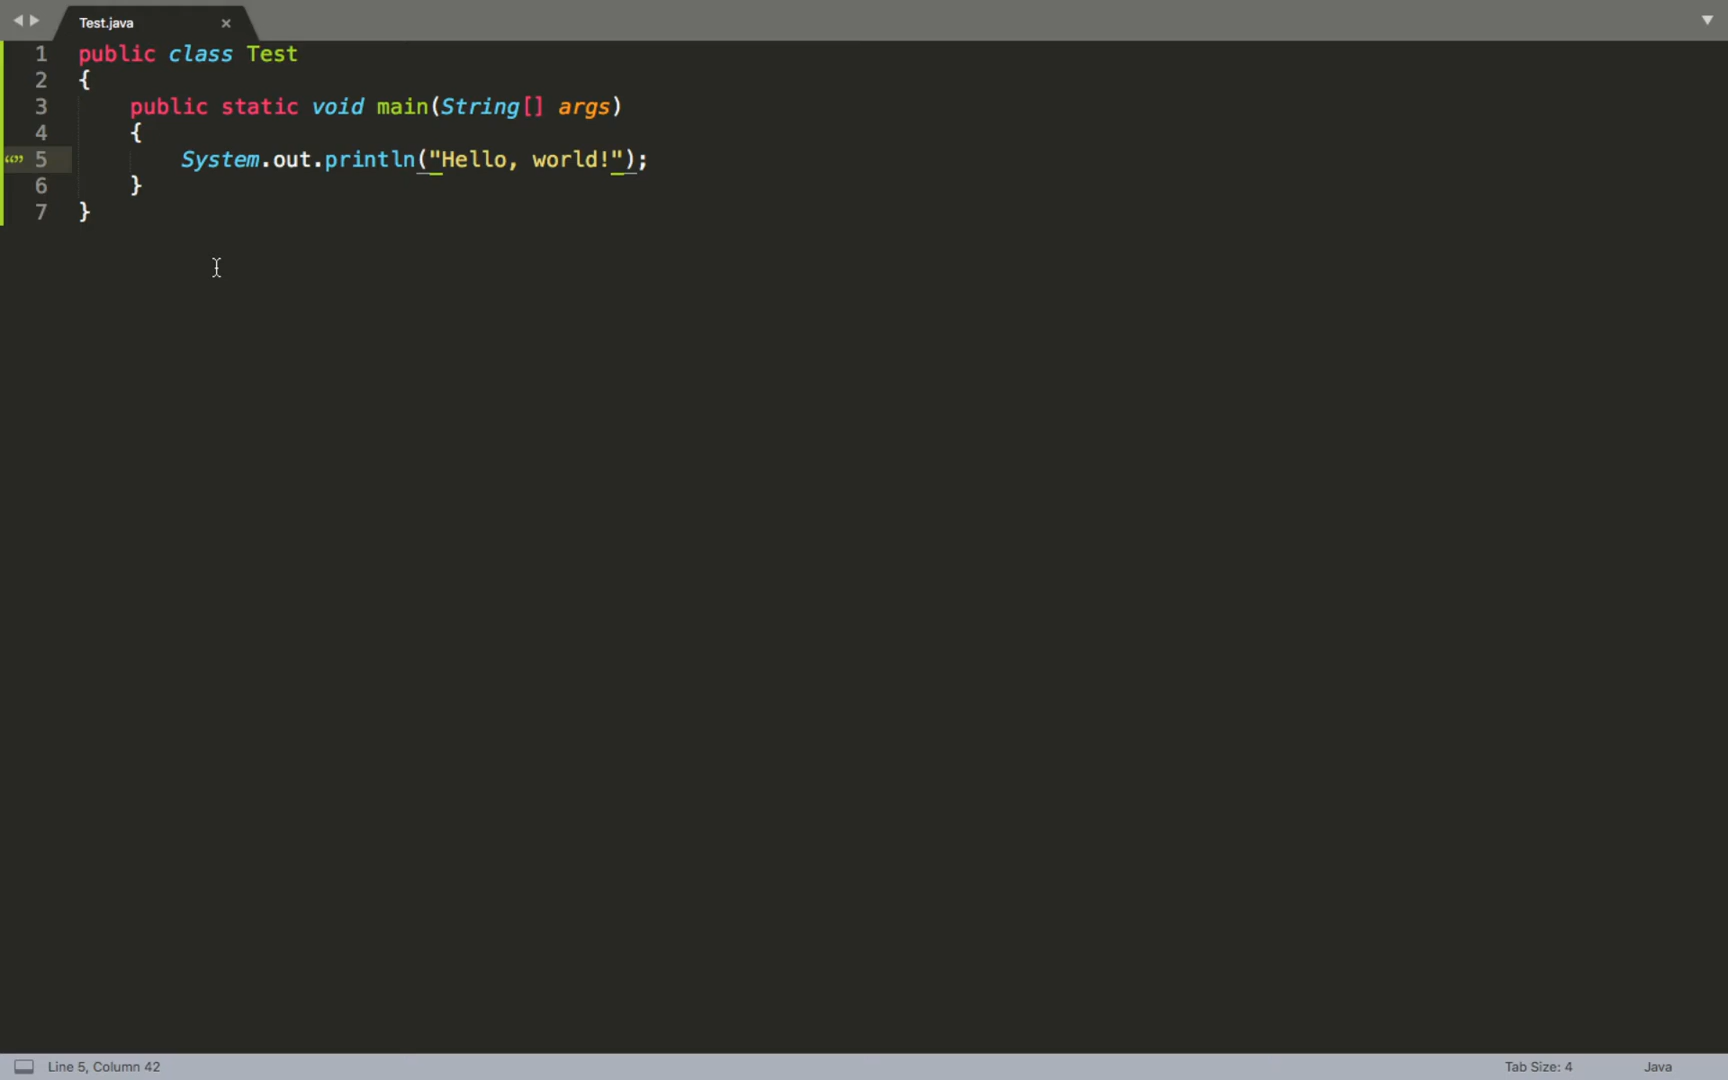 Test.java
1 public class Test
2 {
3 public static void main(String[] args)
4 {
5 System.out.println("Hello, world!");
6 }
7 }
Line 5, Column 42 Tab Size: 4 Java